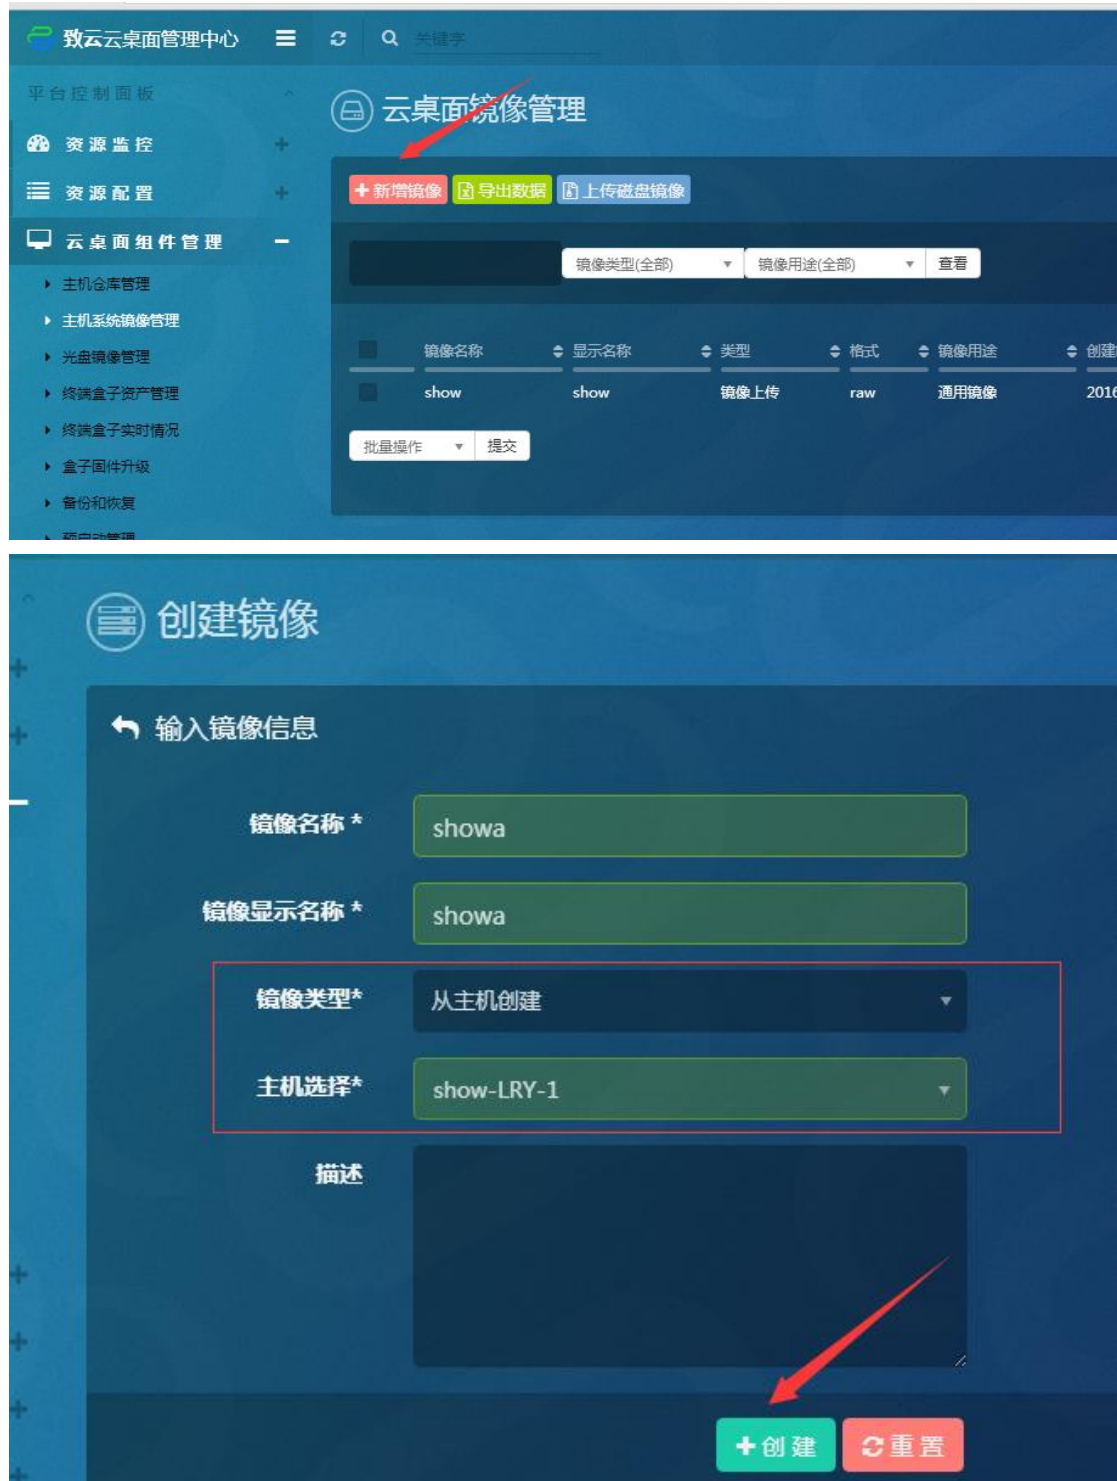 致云云桌面管理中心
关键字
平台控制面板
云桌面镜像管理
资源监控
新增镜像 导出数据 上传磁盘镜像
资源配置
云桌面组件管理
镜像类型(全部) 镜像用途(全部) 查看
主机仓库管理
主机系统镜像管理
镜像名称 显示名称 类型 格式 镜像用途 创建
光盘镜像管理
show show 镜像上传 raw 通用镜像 2016
终端盒子资产管理
终端盒子实时情况
批量操作 提交
盒子固件升级
备份和恢复
预启动管理
创建镜像
输入镜像信息
镜像名称 * showa
镜像显示名称 * showa
镜像类型* 从主机创建
主机选择* show-LRY-1
描述
创建 重置